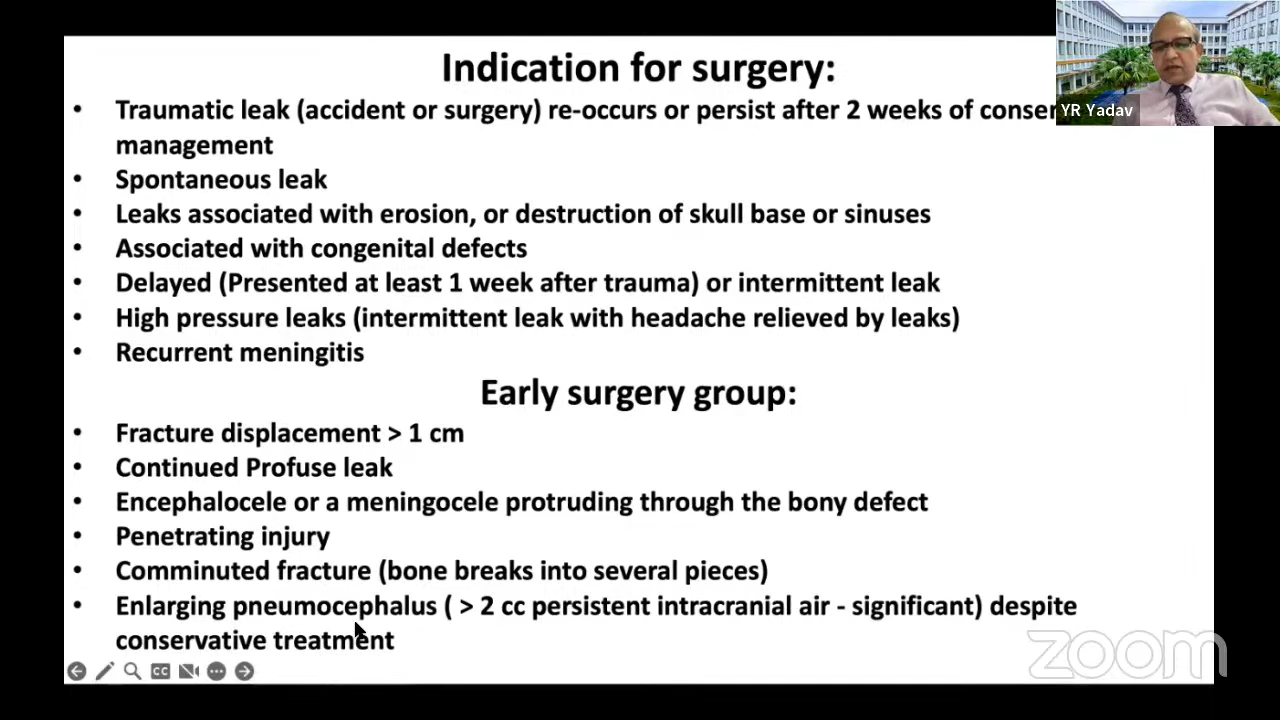 Indication for surgery:
• Traumatic leak (accident or surgery) re-occurs or persist after 2 weeks of conser
management
• Spontaneous leak
• Leaks associated with erosion, or destruction of skull base or sinuses
• Associated with congenital defects
• Delayed (Presented at least 1 week after trauma) or intermittent leak
• High pressure leaks (intermittent leak with headache relieved by leaks)
• Recurrent meningitis
Early surgery group:
• Fracture displacement > 1 cm
• Continued Profuse leak
• Encephalocele or a meningocele protruding through the bony defect
• Penetrating injury
• Comminuted fracture (bone breaks into several pieces)
• Enlarging pneumocephalus ( > 2 cc persistent intracranial air - significant) despite
conservative treatment
YR Yadav
CC
zoom